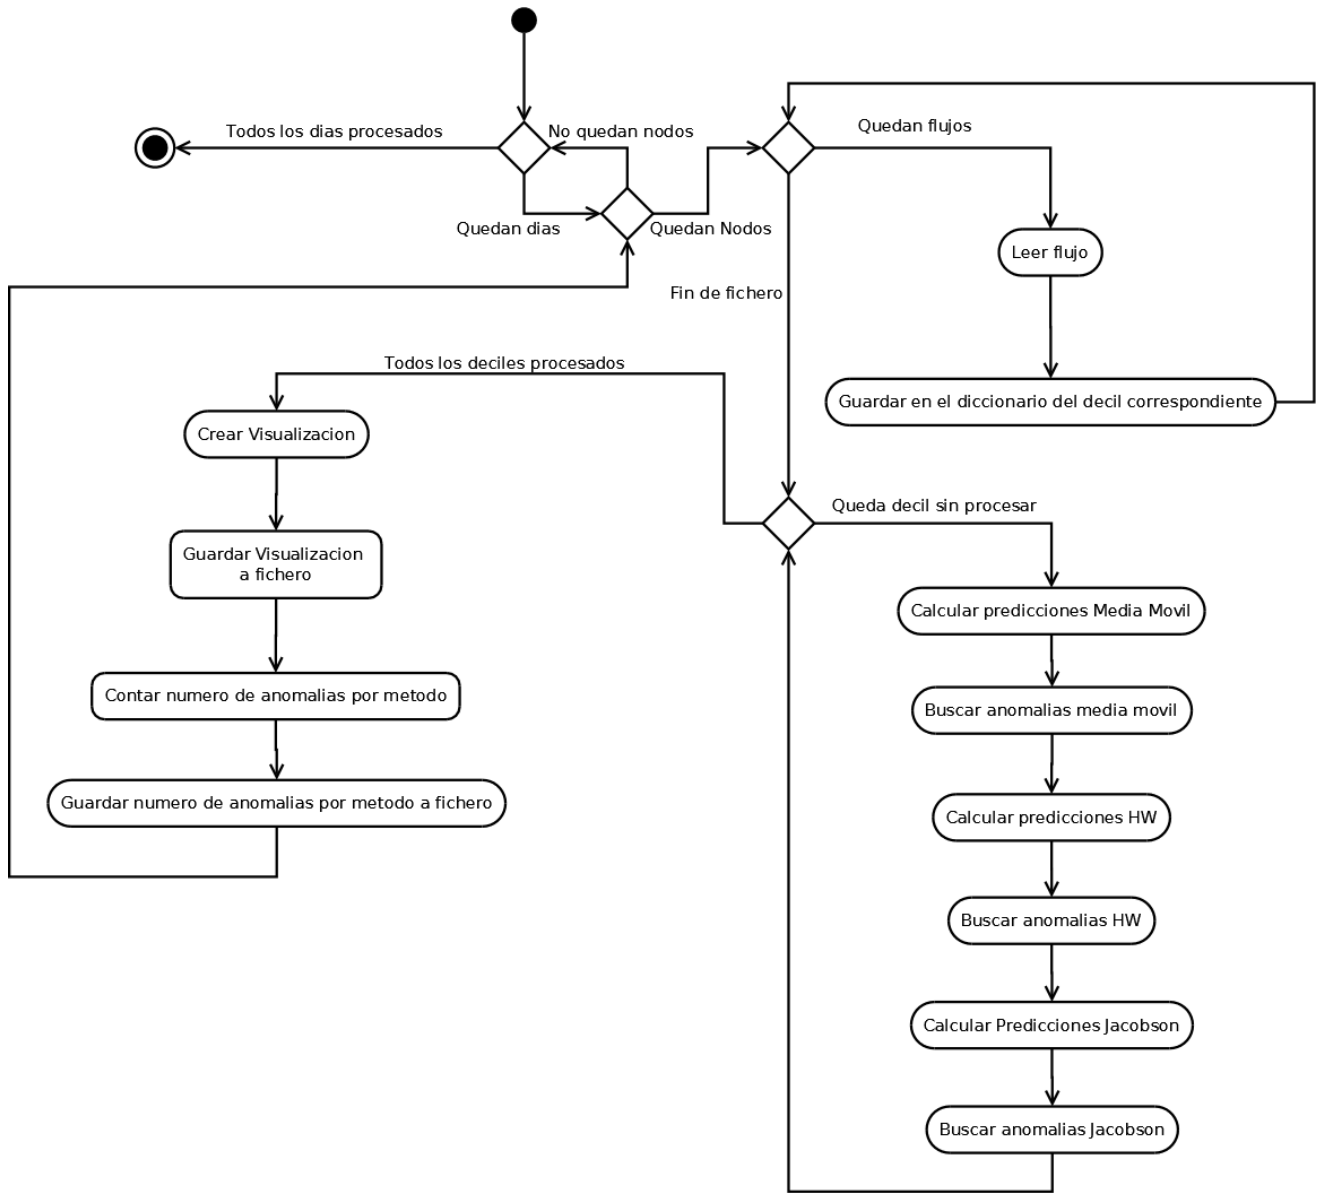 Todos los dias procesados
No quedan nodos
Quedan flujos
Quedan dias
Quedan Nodos
Leer flujo
Fin de fichero
Guardar en el diccionario del decil correspondiente
Todos los deciles procesados
Crear Visualizacion
Guardar Visualizacion
a fichero
Contar numero de anomalias por metodo
Guardar numero de anomalias por metodo a fichero
Queda decil sin procesar
Calcular predicciones Media Movil
Buscar anomalias media movil
Calcular predicciones HW
Buscar anomalias HW
Calcular Predicciones Jacobson
Buscar anomalias Jacobson